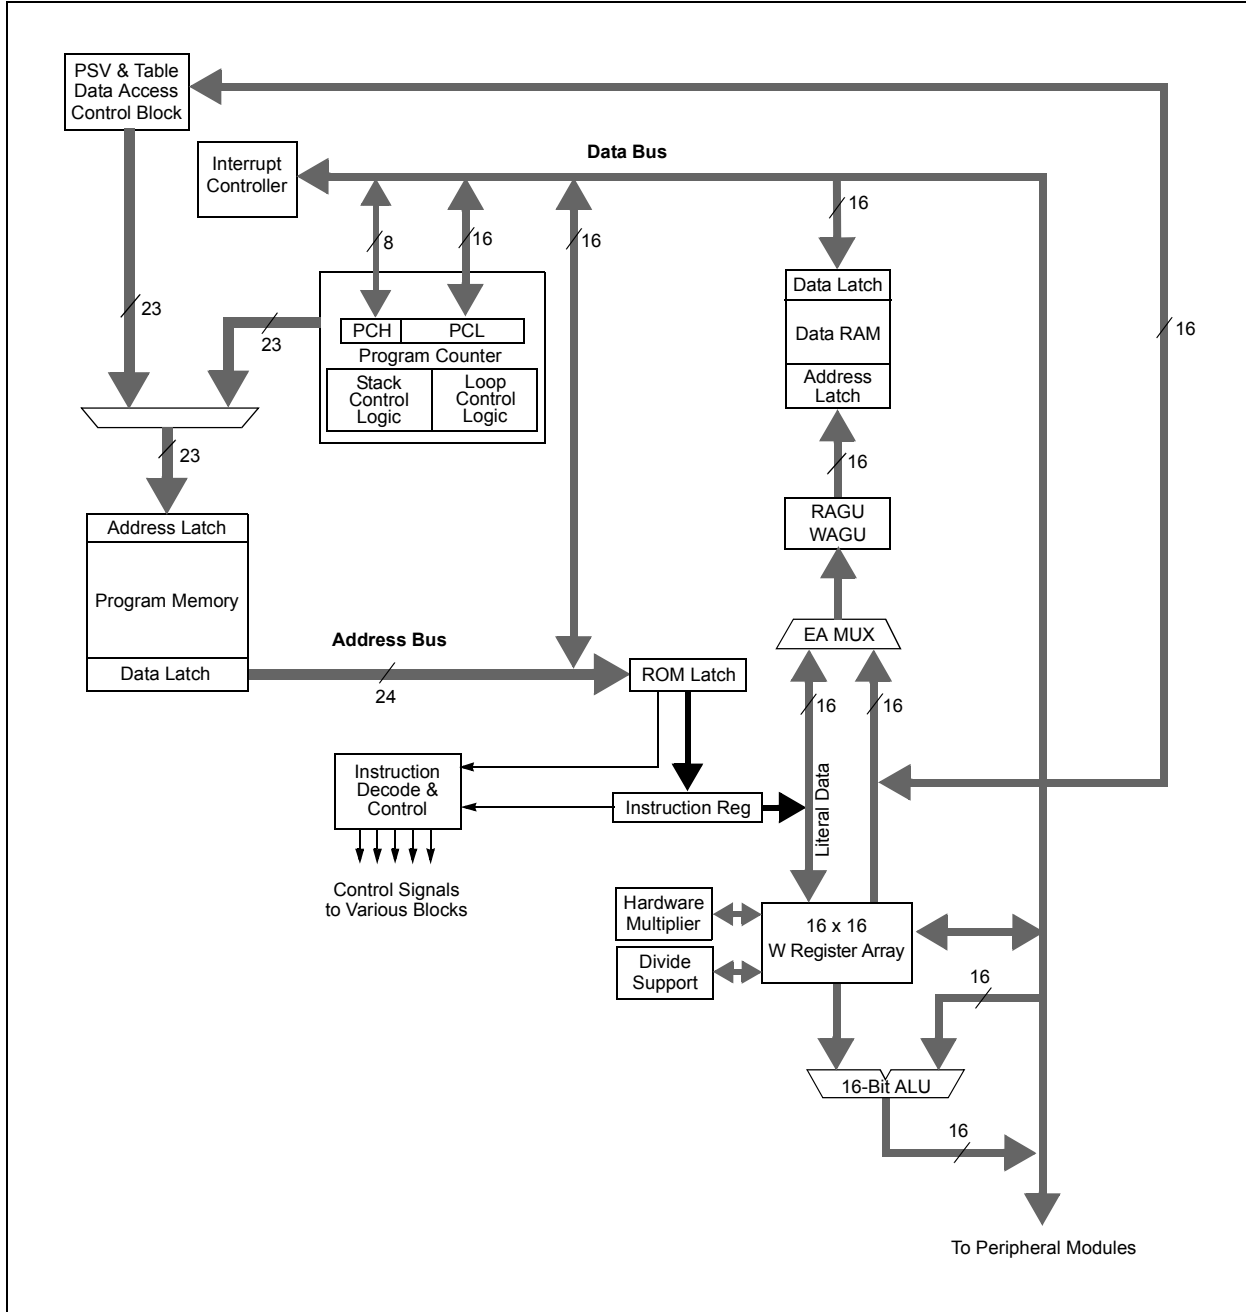 PSV & Table
Data Access
Control Block
Interrupt
Controller
Data Bus
8
16
16
16
Data Latch
Data RAM
Address
Latch
16
23
23
PCH
PCL
Program Counter
Stack
Control
Logic
Loop
Control
Logic
23
16
RAGU
WAGU
Address Latch
Program Memory
Data Latch
Address Bus
24
EA MUX
ROM Latch
16
16
Instruction
Decode &
Control
Instruction Reg
Literal Data
Control Signals
to Various Blocks
Hardware
Multiplier
16 x 16
W Register Array
Divide
Support
16
16-Bit ALU
16
To Peripheral Modules